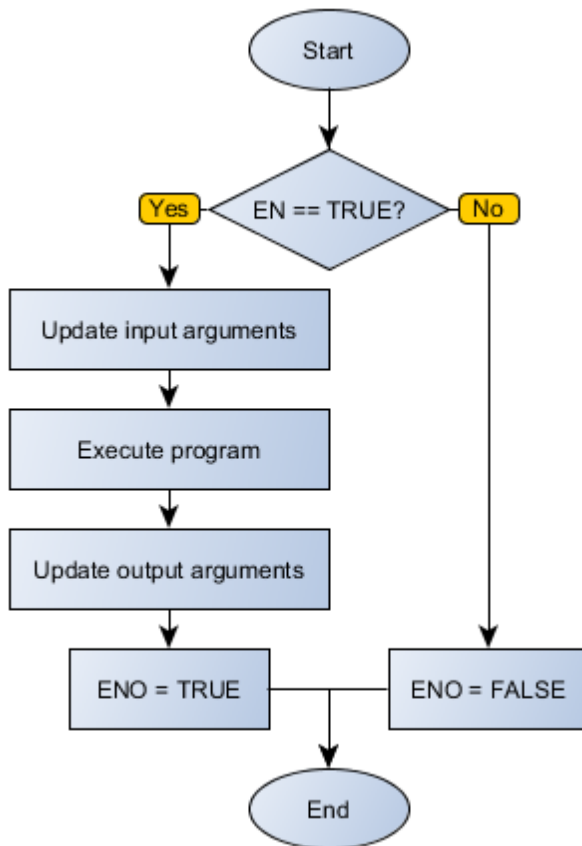 Start
EN == TRUE?
Yes
No
Update input arguments
Execute program
Update output arguments
ENO = TRUE
ENO = FALSE
End